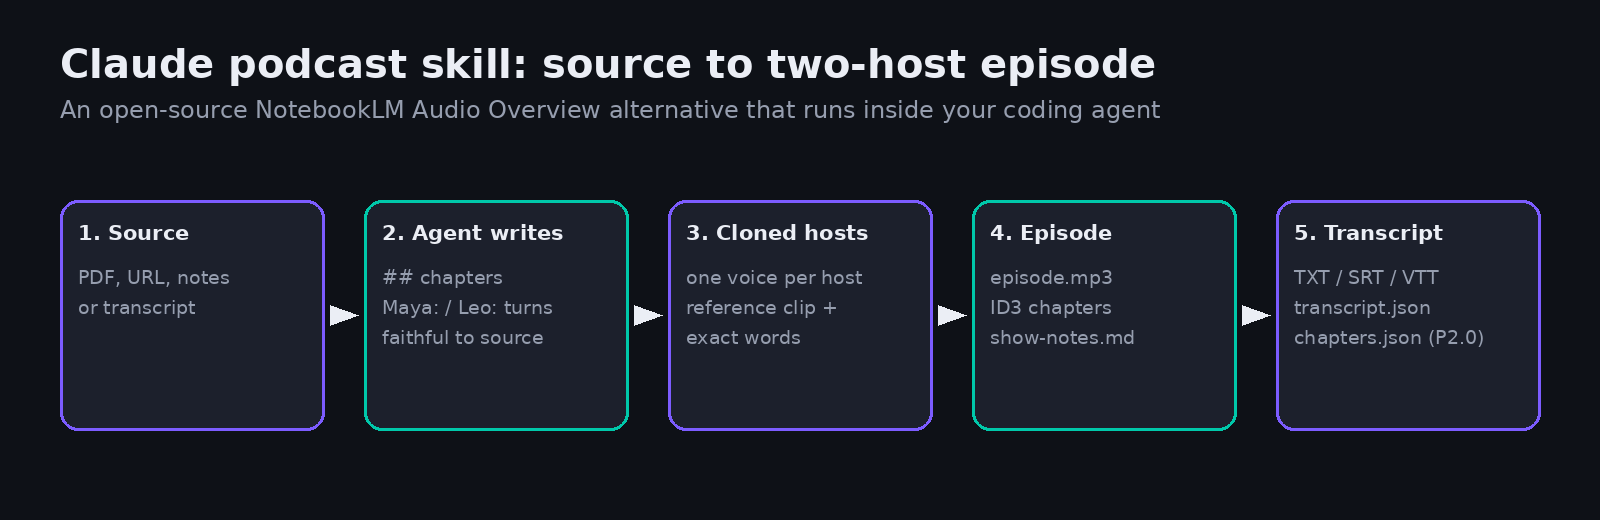 Claude podcast skill: source to two-host episode
An open-source NotebookLM Audio Overview alternative that runs inside your coding agent
1. Source
PDF, URL, notes
or transcript
2. Agent writes
## chapters
Maya: / Leo: turns
faithful to source
3. Cloned hosts
one voice per host
reference clip +
exact words
4. Episode
episode.mp3
ID3 chapters
show-notes.md
5. Transcript
TXT / SRT / VTT
transcript.json
chapters.json (P2.0)